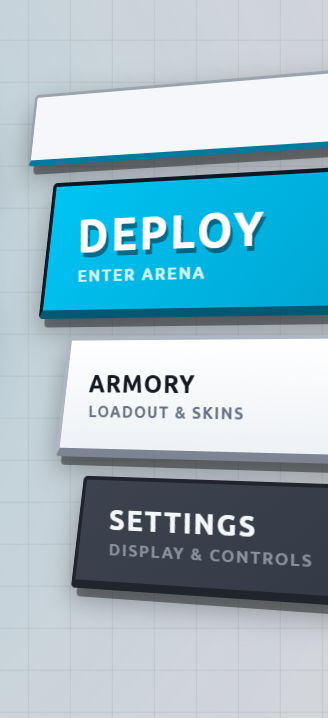 DEPLOY
ENTER ARENA
ARMORY
LOADOUT & SKINS
SETTINGS
DISPLAY & CONTROLS